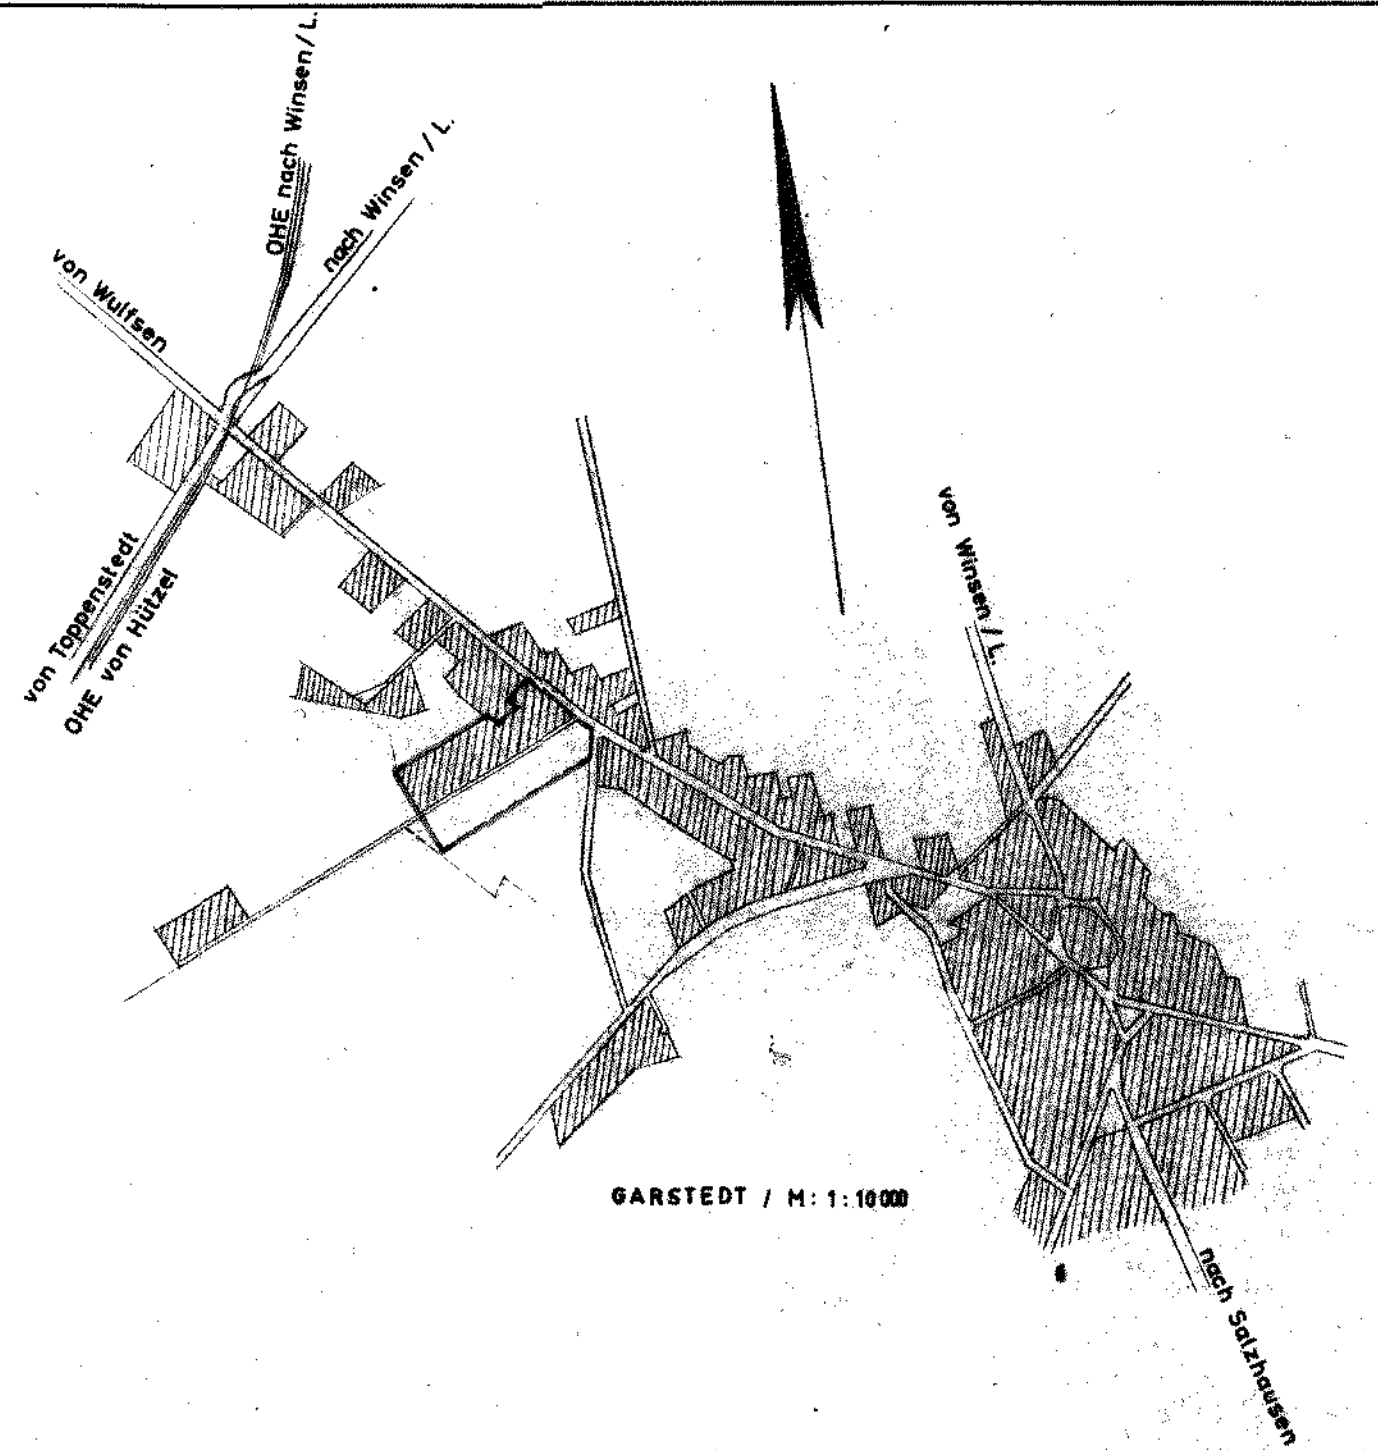 OHE nach Winsen/L.
nach Winsen / L.
von Wulfsen
von Winsen / L.
von Toppenstedt
OHE von Hützel
GARSTEDT / M: 1:10000
nach Salzhausen